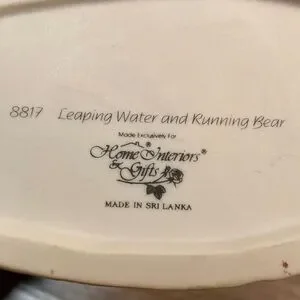 8817 Leaping Water and Running Bear
Made Exclusively For
Home Interiors®
& Gifts
MADE IN SRI LANKA